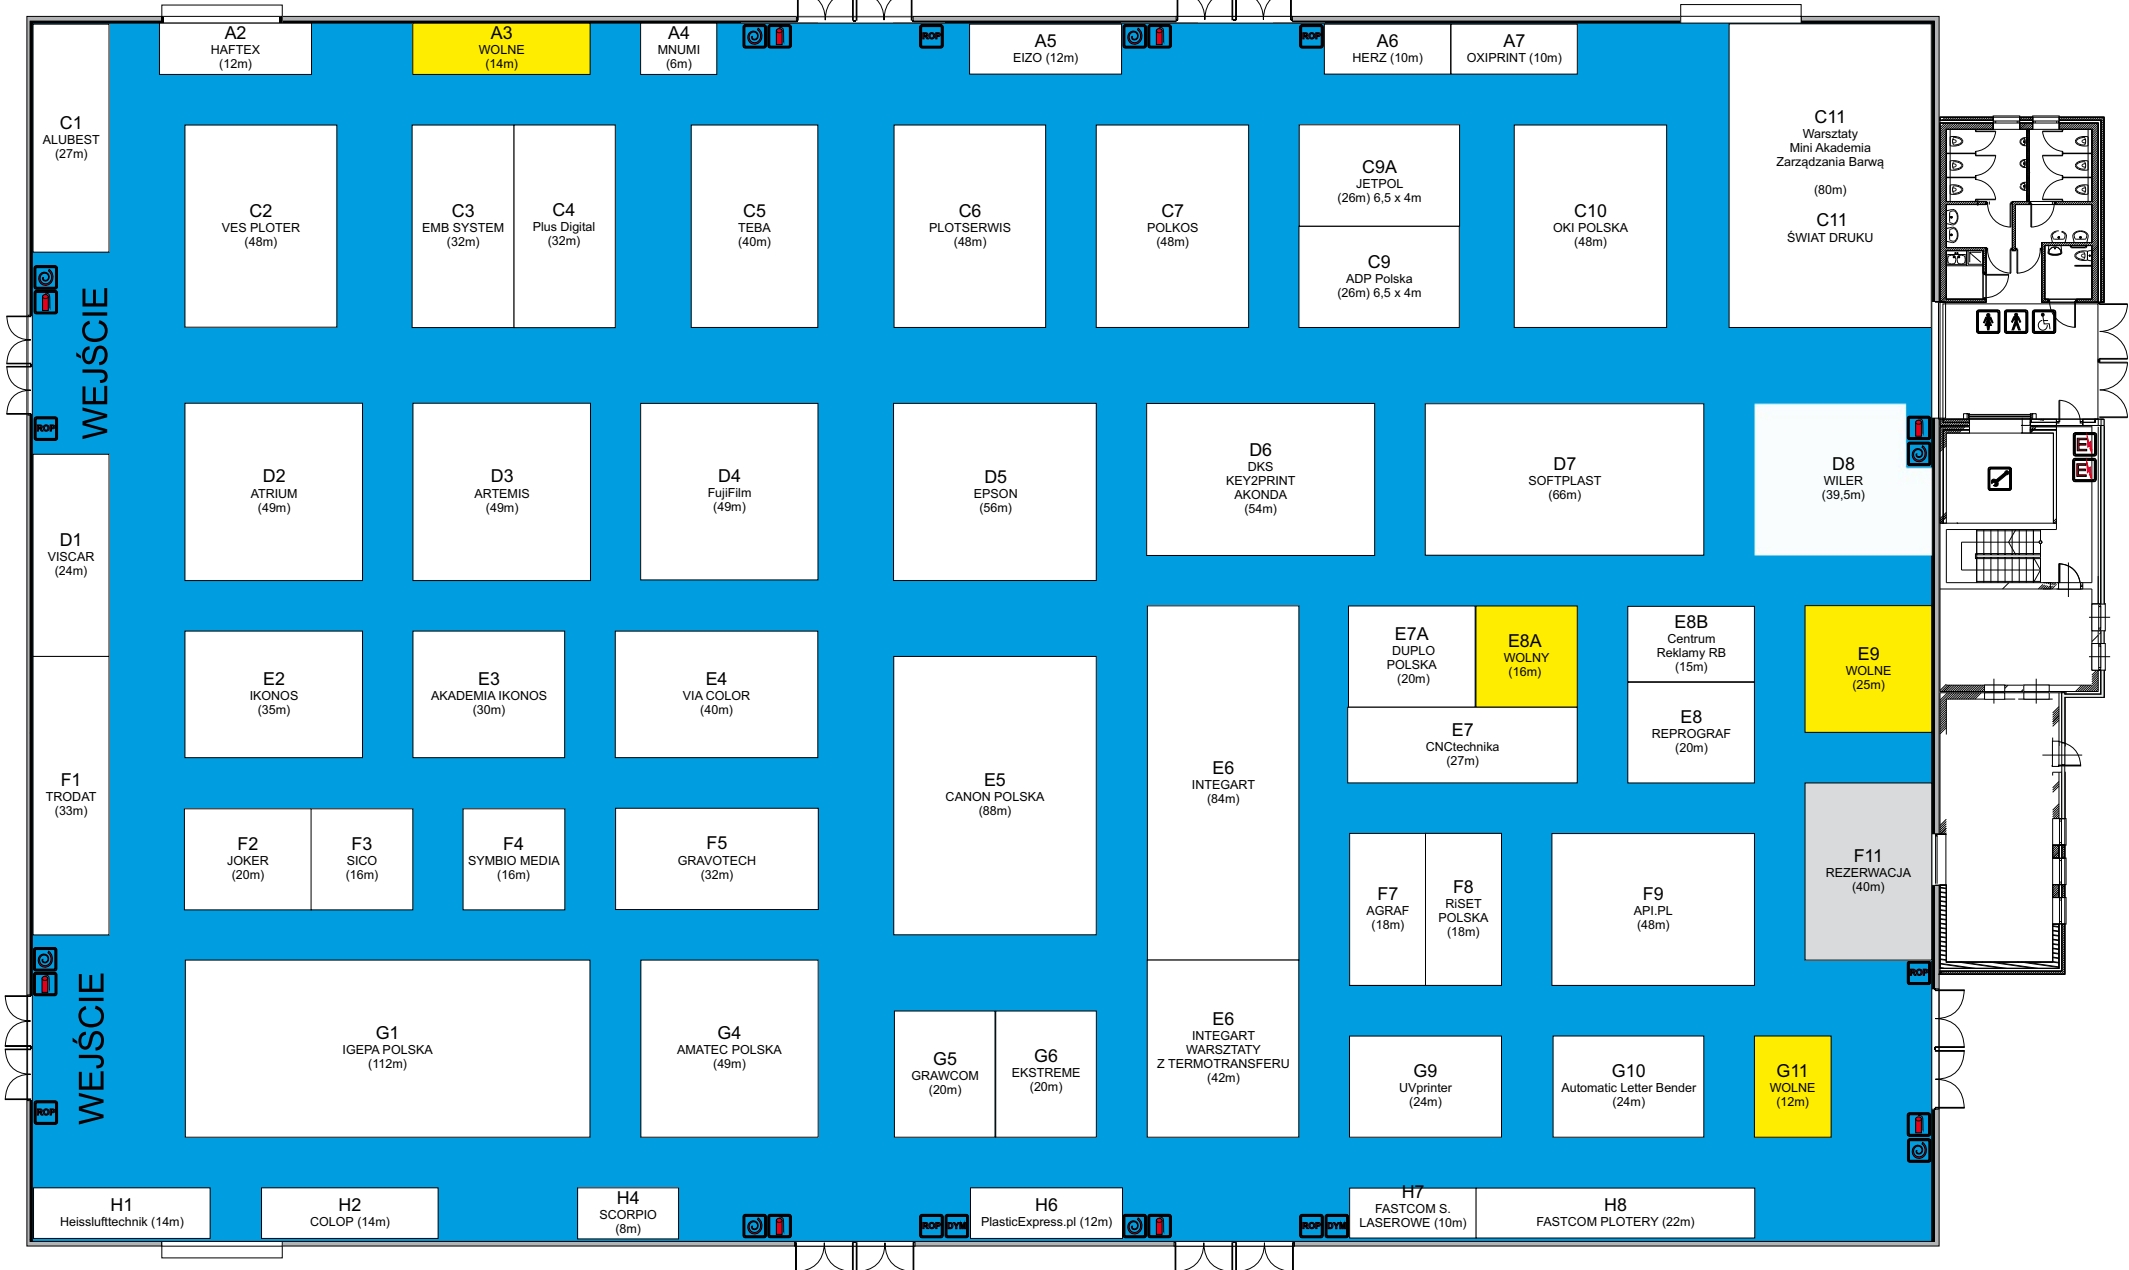 A2
HAFTEX
(12m)
A3
WOLNE
(14m)
A4
MNUMI
(6m)
ROP
A5
EIZO (12m)
ROP
A6
HERZ (10m)
A7
OXIPRINT (10m)
C1
ALUBEST
(27m)
C2
VES PLOTER
(48m)
C3
EMB SYSTEM
(32m)
C4
Plus Digital
(32m)
C5
TEBA
(40m)
C6
PLOTSERWIS
(48m)
C7
POLKOS
(48m)
C9A
JETPOL
(26m) 6,5 x 4m
C9
ADP Polska
(26m) 6,5 x 4m
C10
OKI POLSKA
(48m)
C11
Warsztaty
Mini Akademia
Zarządzania Barwą
(80m)
C11
ŚWIAT DRUKU
WEJŚCIE
ROP
D1
VISCAR
(24m)
D2
ATRIUM
(49m)
D3
ARTEMIS
(49m)
D4
FujiFilm
(49m)
D5
EPSON
(56m)
D6
DKS
KEY2PRINT
AKONDA
(54m)
D7
SOFTPLAST
(66m)
D8
WILER
(39,5m)
E
E
E2
IKONOS
(35m)
E3
AKADEMIA IKONOS
(30m)
E4
VIA COLOR
(40m)
E5
CANON POLSKA
(88m)
E6
INTEGART
(84m)
E7A
DUPLO
POLSKA
(20m)
E8A
WOLNY
(16m)
E7
CNCtechnika
(27m)
E8B
Centrum
Reklamy RB
(15m)
E8
REPROGRAF
(20m)
E9
WOLNE
(25m)
F1
TRODAT
(33m)
F2
JOKER
(20m)
F3
SICO
(16m)
F4
SYMBIO MEDIA
(16m)
F5
GRAVOTECH
(32m)
F7
AGRAF
(18m)
F8
RiSET
POLSKA
(18m)
F9
API.PL
(48m)
F11
REZERWACJA
(40m)
ROP
WEJŚCIE
ROP
G1
IGEPA POLSKA
(112m)
G4
AMATEC POLSKA
(49m)
G5
GRAWCOM
(20m)
G6
EKSTREME
(20m)
E6
INTEGART
WARSZTATY
Z TERMOTRANSFERU
(42m)
G9
UVprinter
(24m)
G10
Automatic Letter Bender
(24m)
G11
WOLNE
(12m)
H1
Heisslufttechnik (14m)
H2
COLOP (14m)
H4
SCORPIO
(8m)
ROP DYM
H6
PlasticExpress.pl (12m)
ROP DYM
H7
FASTCOM S.
LASEROWE (10m)
H8
FASTCOM PLOTERY (22m)